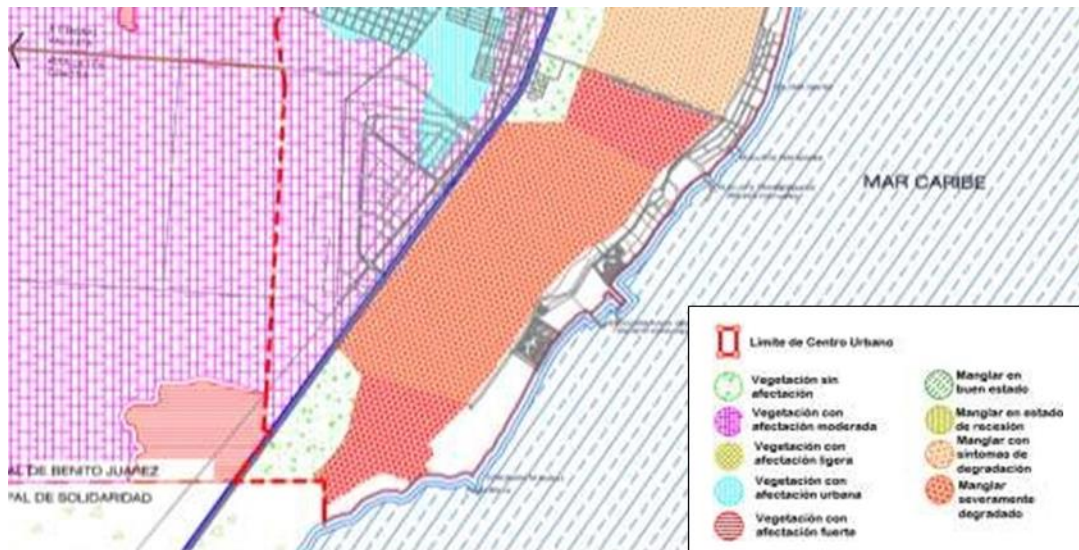 MAR CARIBE
AL DE BENITO JUAREZ
PAL DE SOLIDARIDAD
Limite de Centro Urbano
Vegetación sin
afectación
Vegetación con
afectación moderada
Vegetación con
afectación ligera
Vegetación con
afectación urbana
Vegetación con
afectación fuerte
Manglar en
buen estado
Manglar en estado
de recesión
Manglar con
síntomas de
degradación
Manglar
severamente
degradado